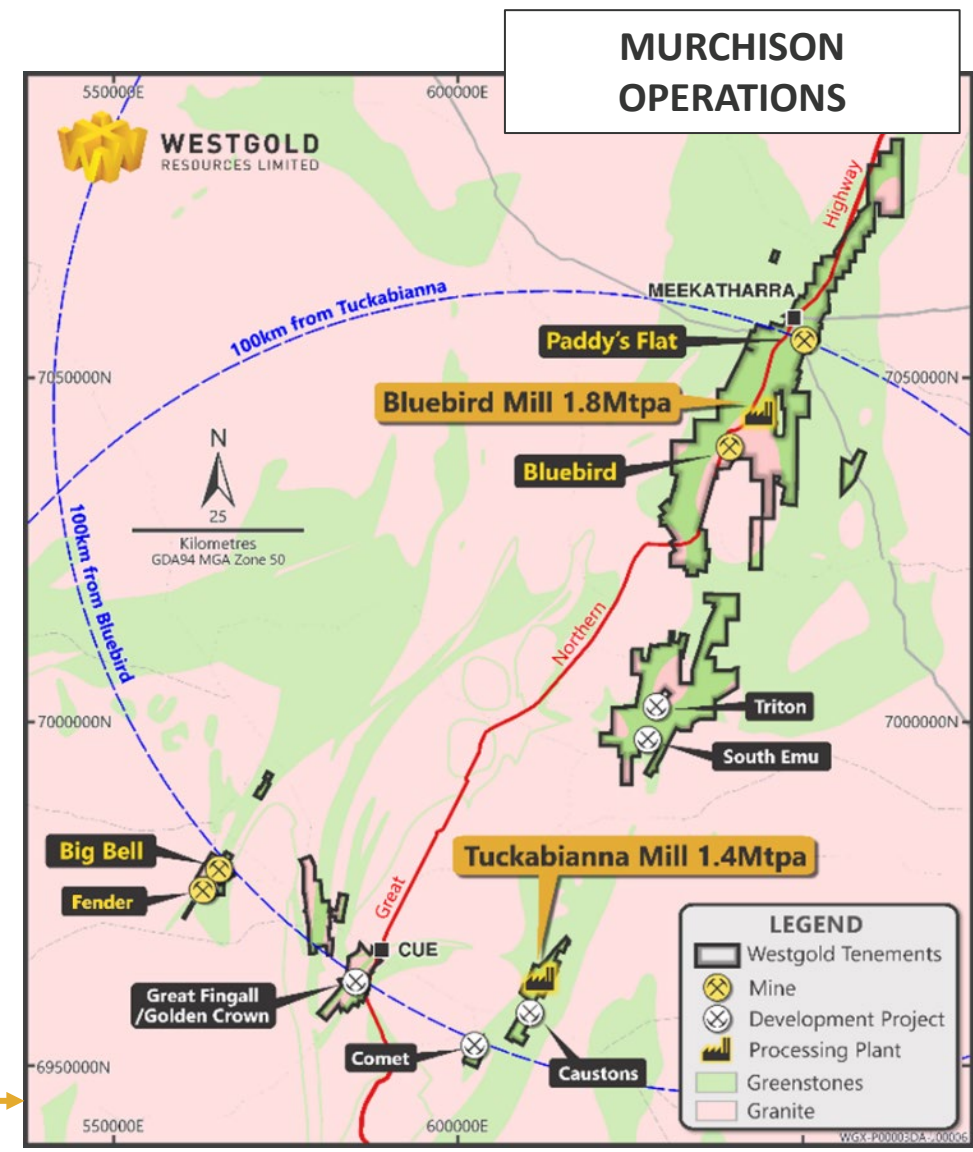 MURCHISON
OPERATIONS
550000E
600000E
WESTGOLD
RESOURCES LIMITED
Highway
MEEKATHARRA
100km from Tuckabianna
Paddy's Flat
7050000N
7050000N
Bluebird Mill 1.8Mtpa
Bluebird
N
25
Kilometres
GDA94 MGA Zone 50
100km from Bluebird
Northern
Triton
7000000N
7000000N
South Emu
Big Bell
Fender
Tuckabianna Mill 1.4Mtpa
Great
CUE
Great Fingall
/Golden Crown
Comet
Caustons
6950000N
LEGEND
Westgold Tenements
Mine
Development Project
Processing Plant
Greenstones
Granite
550000E
600000E